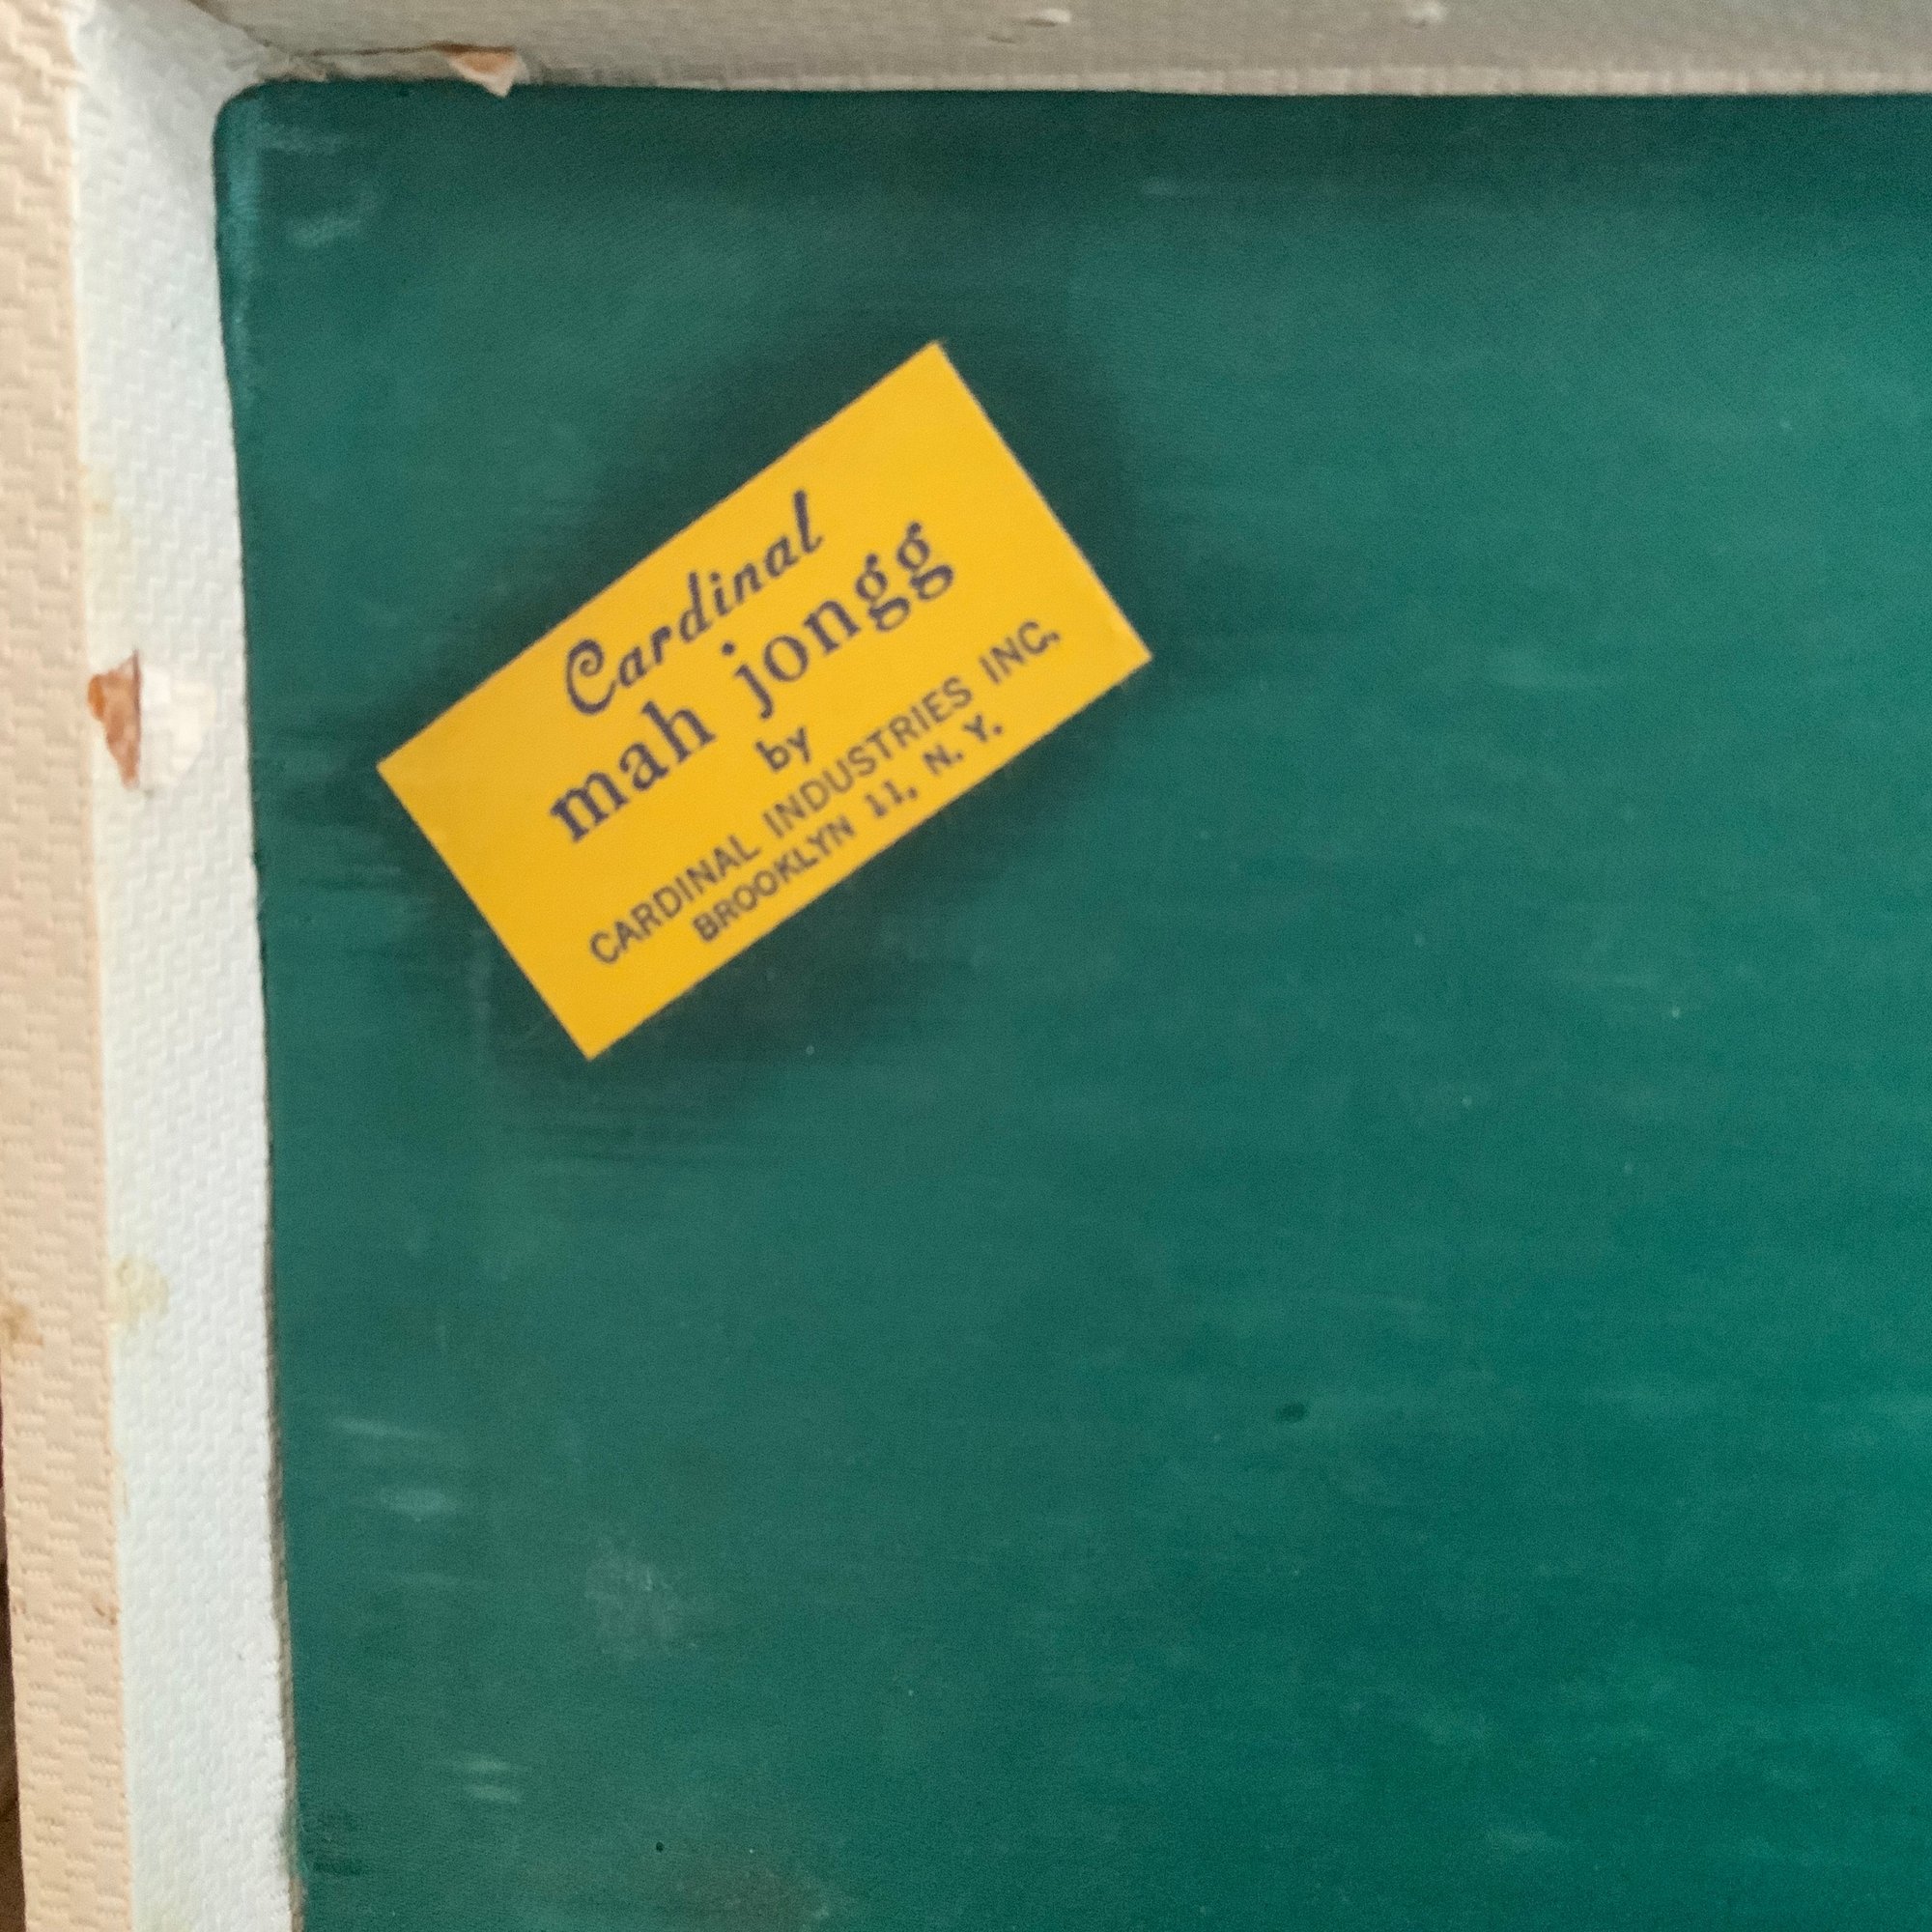 Cardinal
mah jongg
by
CARDINAL INDUSTRIES INC.
BROOKLYN 11, N. Y.